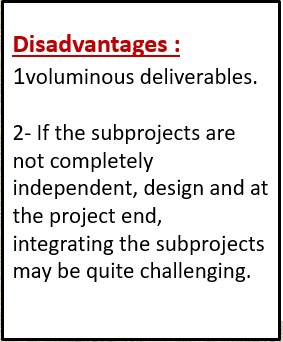 Disadvantages :
1voluminous deliverables.
2- If the subprojects are
not completely
independent, design and at
the project end,
integrating the subprojects
may be quite challenging.